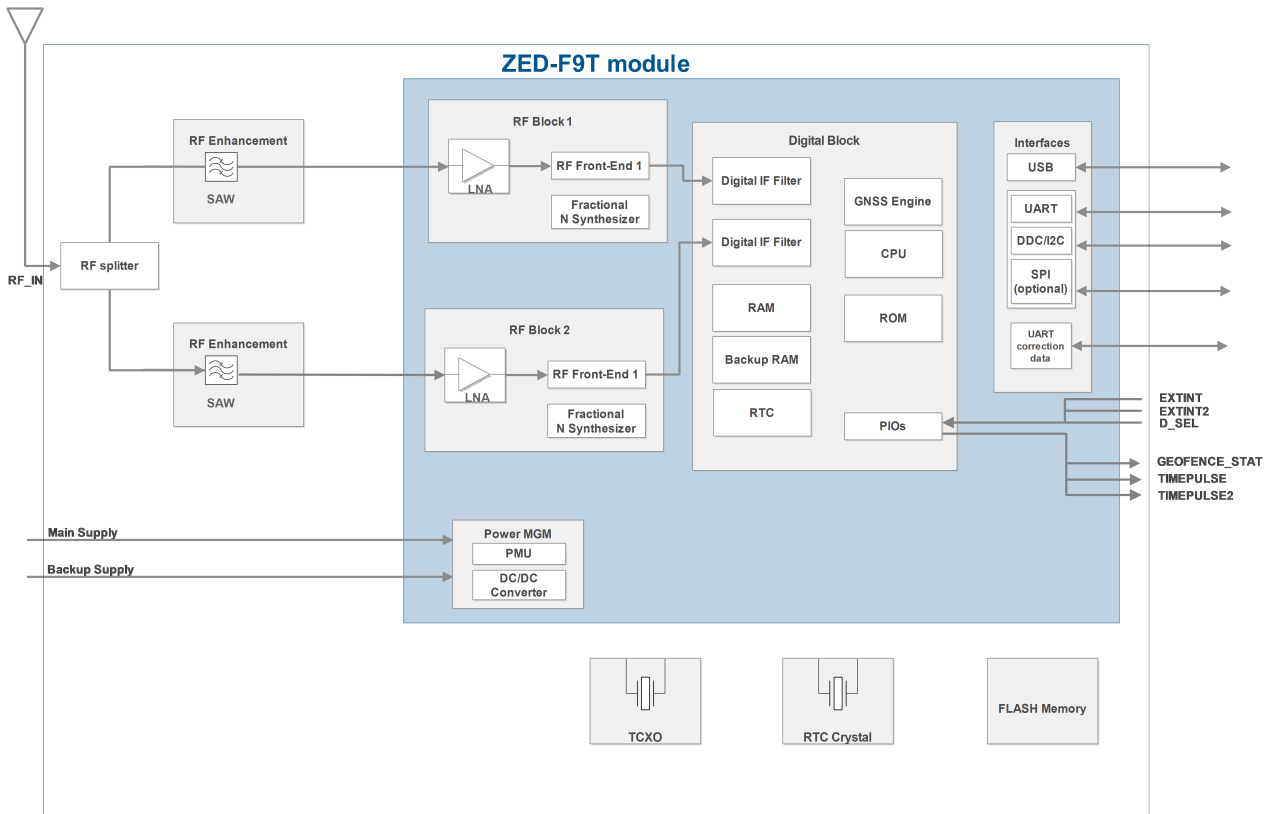 ZED-F9T module
RF_IN
RF splitter
RF Enhancement
SAW
RF Enhancement
SAW
RF Block 1
LNA
RF Front-End 1
Fractional
N Synthesizer
RF Block 2
LNA
RF Front-End 1
Fractional
N Synthesizer
Digital Block
Digital IF Filter
Digital IF Filter
RAM
Backup RAM
RTC
GNSS Engine
CPU
ROM
PIOs
Interfaces
USB
UART
DDC/I2C
SPI
(optional)
UART
correction
data
EXTINT
EXTINT2
D_SEL
GEOFENCE_STAT
TIMEPULSE
TIMEPULSE2
Main Supply
Backup Supply
Power MGM
PMU
DC/DC
Converter
TCXO
RTC Crystal
FLASH Memory